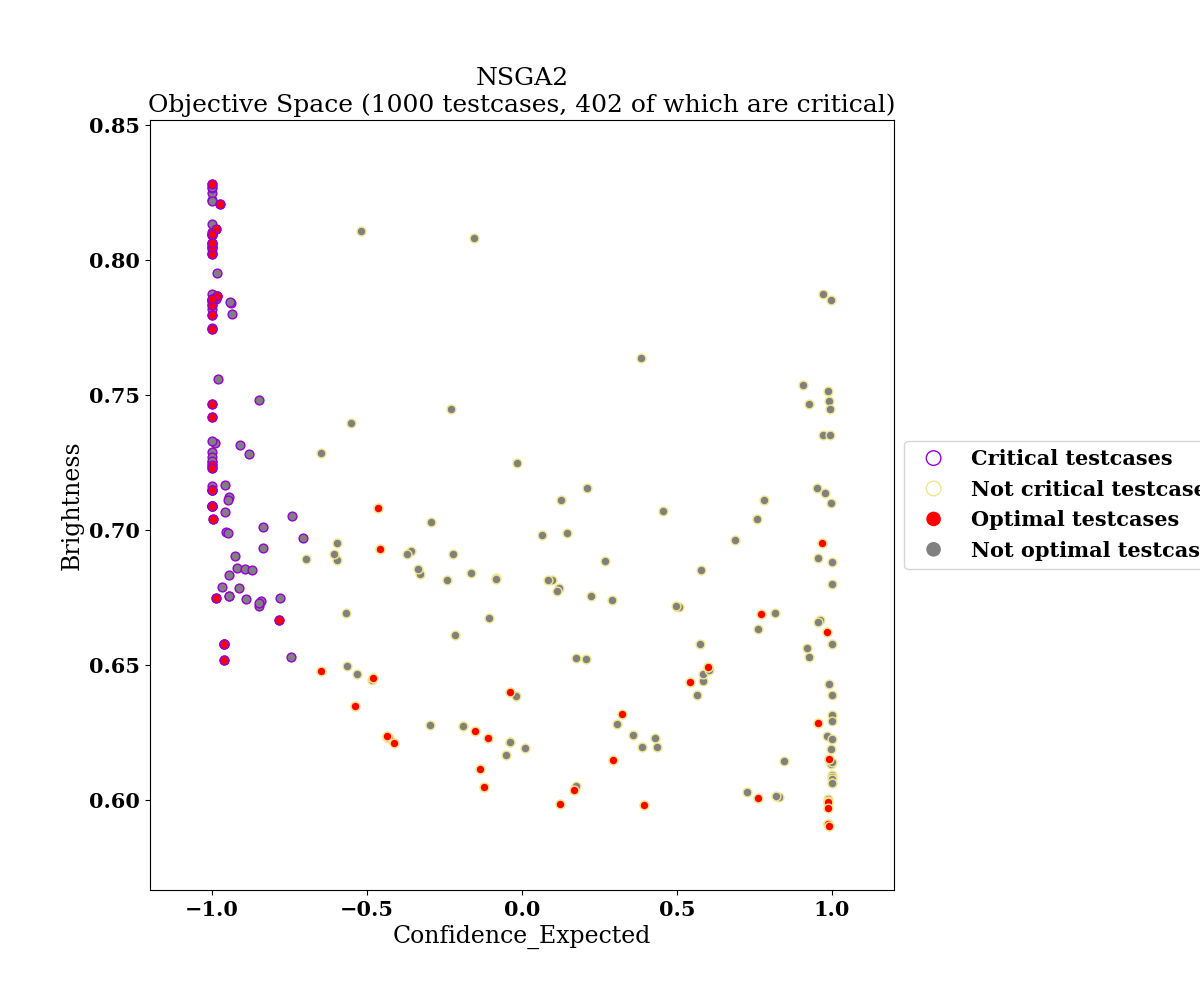 NSGA2
Objective Space (1000 testcases, 402 of which are critical)
0.85
0.80
0.75
0.70
0.65
0.60
Brightness
−1.0
−0.5
0.0
0.5
1.0
Confidence_Expected
Critical testcases
Not critical testcase
Optimal testcases
Not optimal testcas